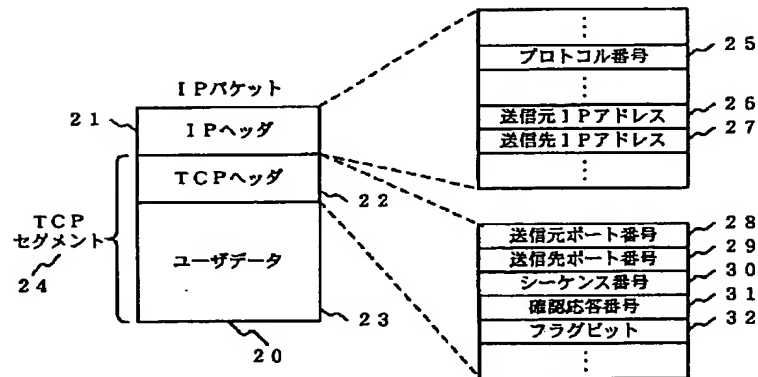 IPパケット
21
IPヘッダ
TCPヘッダ
22
TCP
セグメント
24
ユーザデータ
23
20
⋮
プロトコル番号
25
⋮
送信元IPアドレス
26
送信先IPアドレス
27
⋮
送信元ポート番号
28
送信先ポート番号
29
シーケンス番号
30
確認応答番号
31
フラグビット
32
⋮